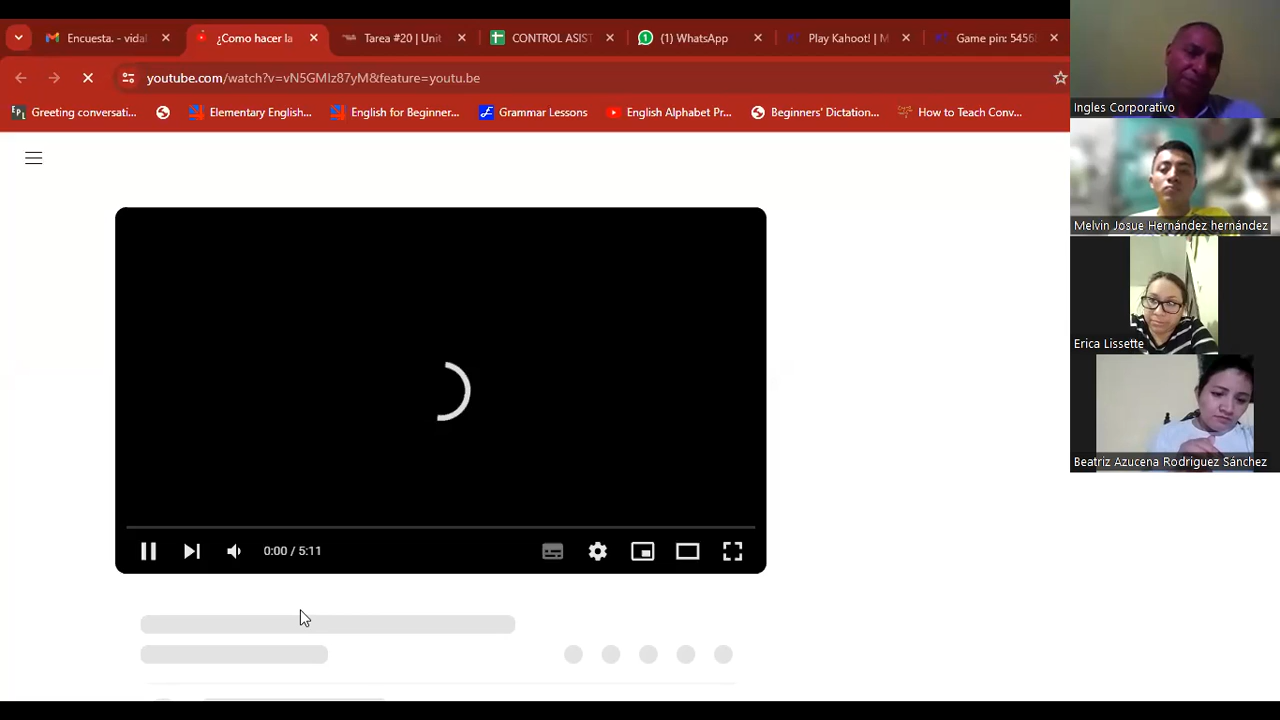 Encuesta. - vidal
¿Como hacer la
Tarea #20 | Unit
CONTROL ASIST
(1) WhatsApp
Play Kahoot! | M
Game pin: 5456
youtube.com/watch?v=vN5GMIz87yM&feature=youtu.be
Greeting conversati...
Elementary English...
English for Beginner...
Grammar Lessons
English Alphabet Pr...
Beginners' Dictation...
How to Teach Conv...
Ingles Corporativo
Melvin Josue Hernández hernández
Erica Lissette
Beatriz Azucena Rodriguez Sánchez
0:00 / 5:11